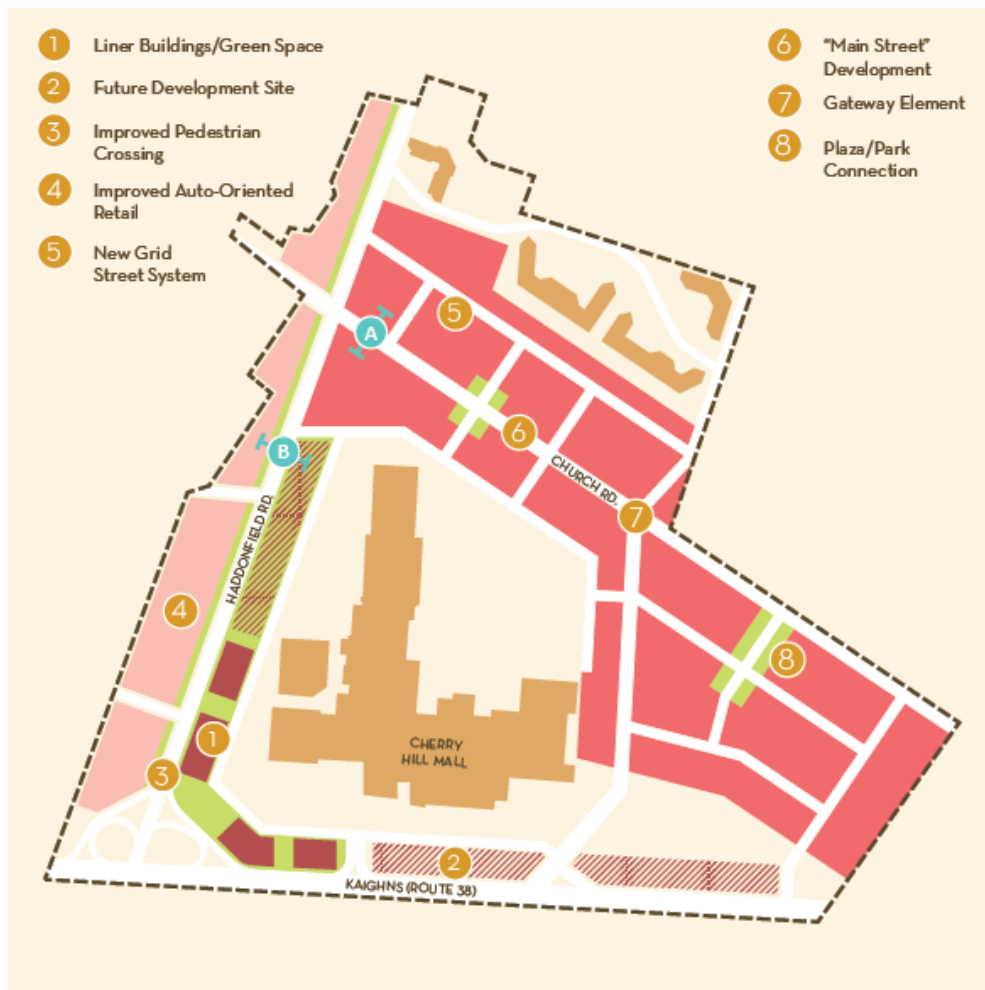 1 Liner Buildings/Green Space
2 Future Development Site
3 Improved Pedestrian
Crossing
4 Improved Auto-Oriented
Retail
5 New Grid
Street System
6 “Main Street”
Development
7 Gateway Element
8 Plaza/Park
Connection
5
A
6
B
CHURCH RD.
7
HADDONFIELD RD.
4
8
1
CHERRY
HILL MALL
3
2
KAIGHNS (ROUTE 38)